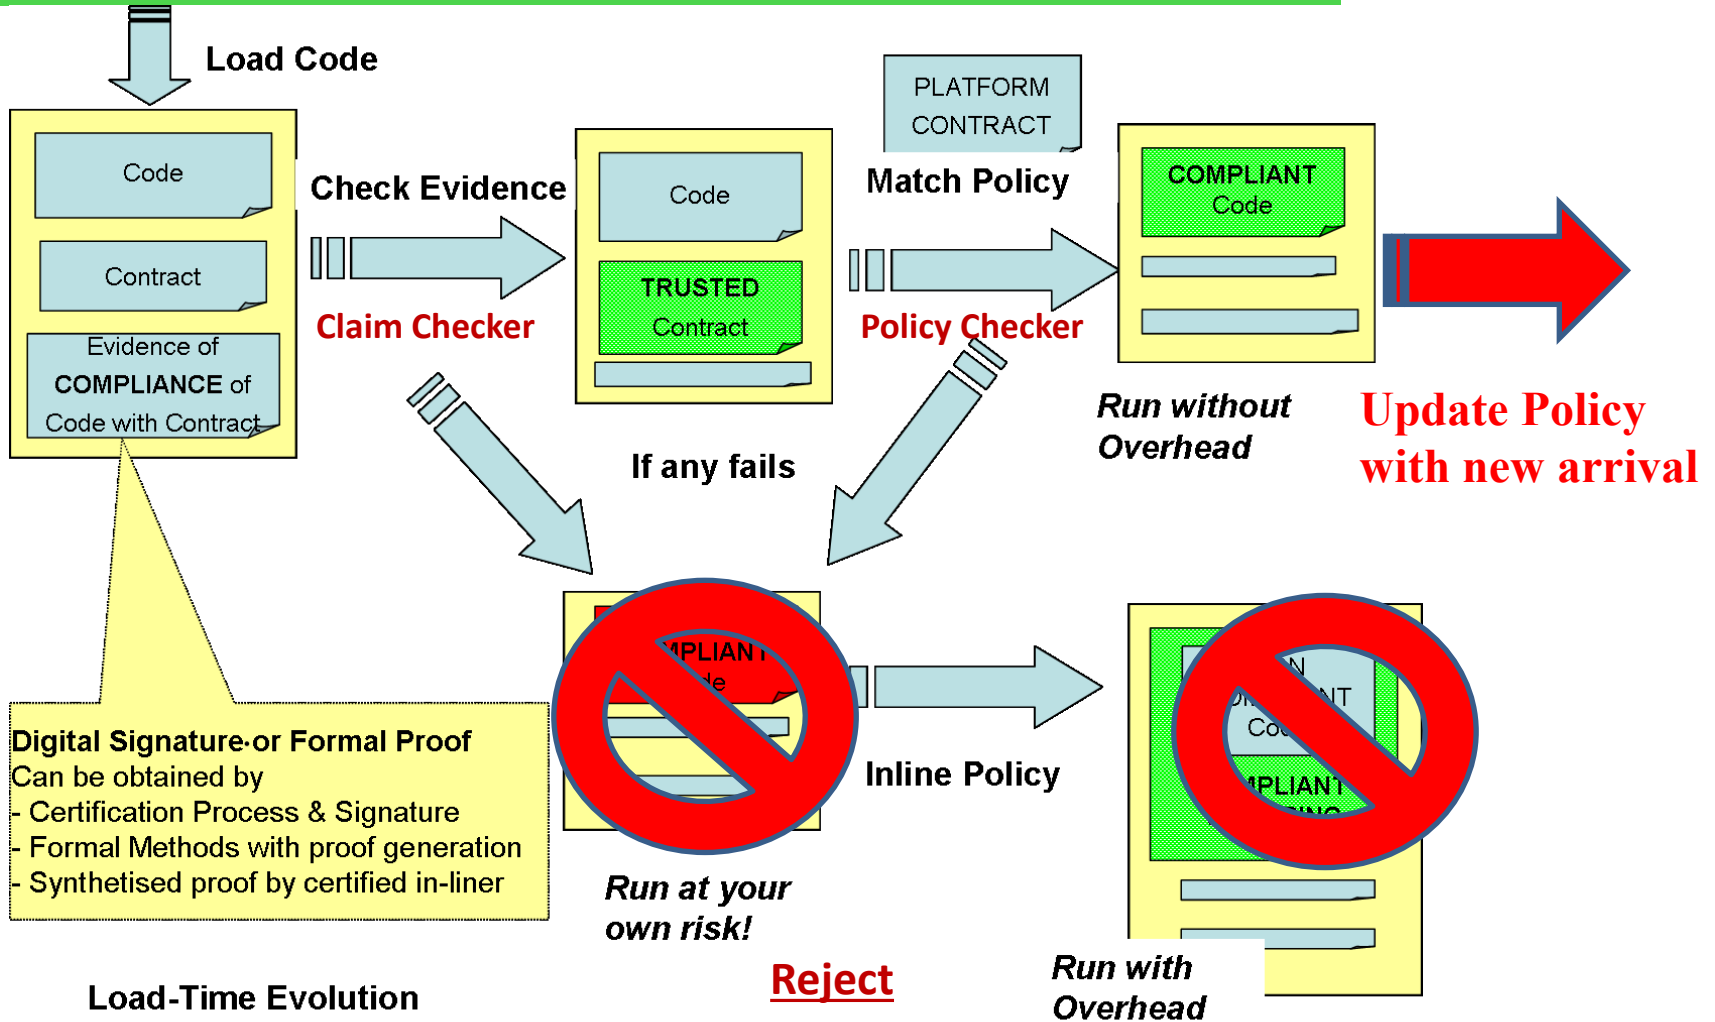 Load Code
Code
Contract
Evidence of
COMPLIANCE of
Code with Contract
Check Evidence
Claim Checker
Code
TRUSTED
Contract
PLATFORM
CONTRACT
Match Policy
Policy Checker
COMPLIANT
Code
Run without
Overhead
Update Policy
with new arrival
If any fails
Digital Signature or Formal Proof
Can be obtained by
- Certification Process & Signature
- Formal Methods with proof generation
- Synthetised proof by certified in-liner
Run at your
own risk!
Inline Policy
Reject
Run with
Overhead
Load-Time Evolution